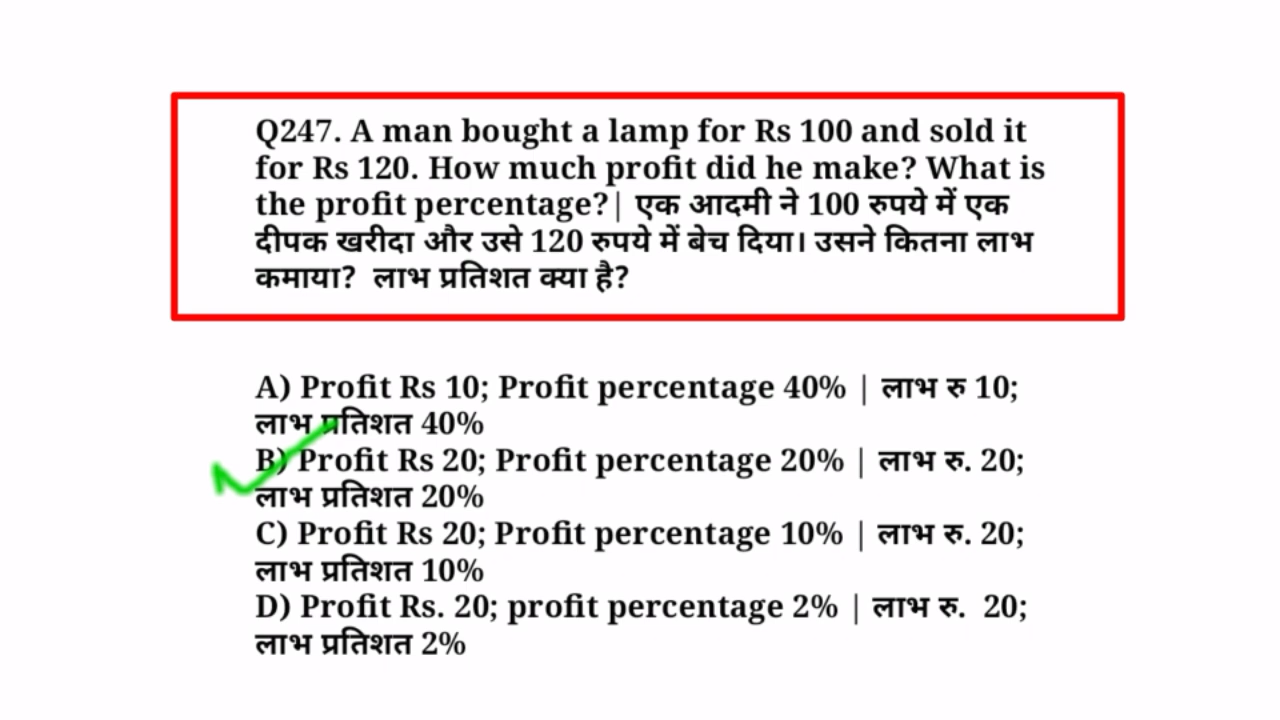 Q247. A man bought a lamp for Rs 100 and sold it
for Rs 120. How much profit did he make? What is
the profit percentage?| एक आदमी ने 100 रुपये में एक
दीपक खरीदा और उसे 120 रुपये में बेच दिया। उसने कितना लाभ
कमाया?  लाभ प्रतिशत क्या है?
A) Profit Rs 10; Profit percentage 40% | लाभ रु 10;
लाभ प्रतिशत 40%
B) Profit Rs 20; Profit percentage 20% | लाभ रु. 20;
लाभ प्रतिशत 20%
C) Profit Rs 20; Profit percentage 10% | लाभ रु. 20;
लाभ प्रतिशत 10%
D) Profit Rs. 20; profit percentage 2% | लाभ रु.  20;
लाभ प्रतिशत 2%